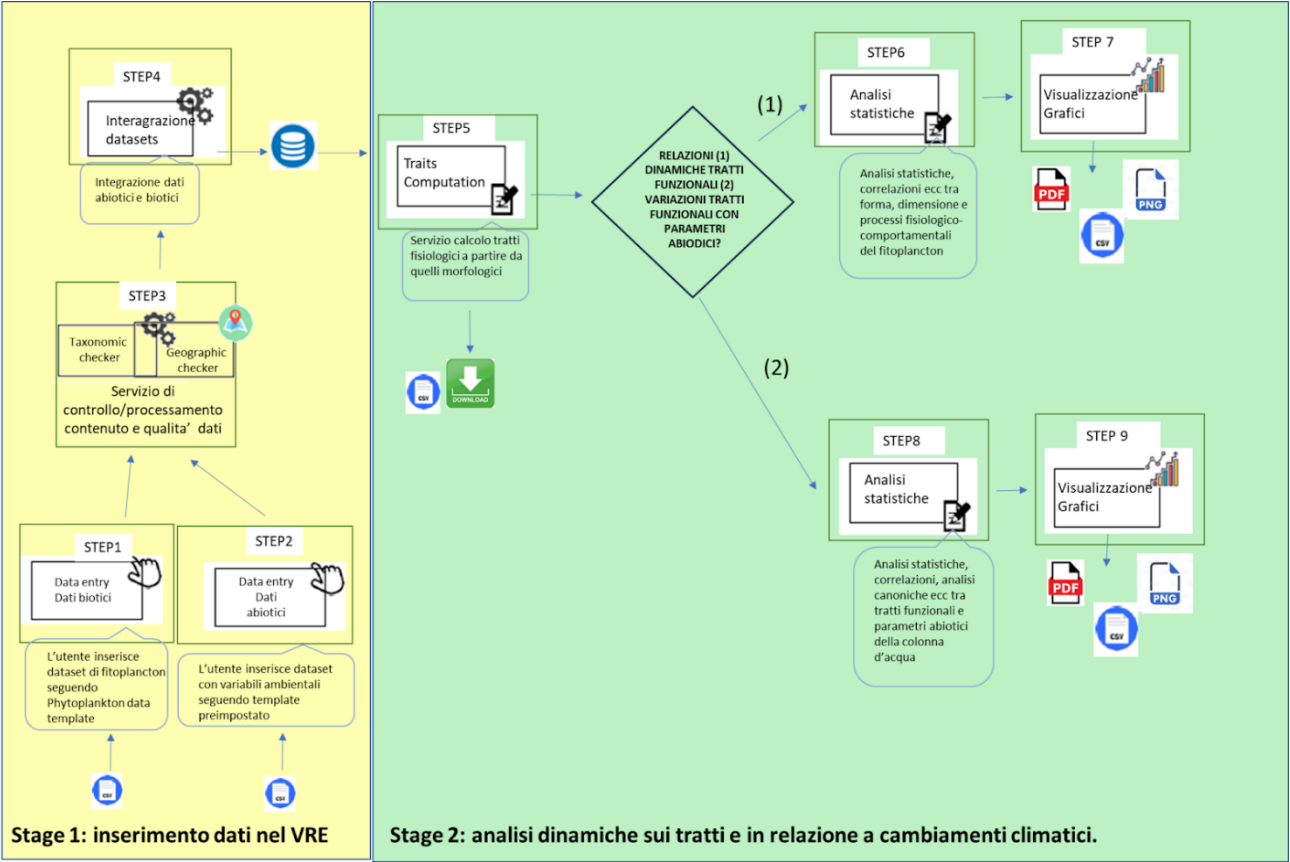 STEP4
Interagrazione
datasets
Integrazione dati
abiotici e biotici
STEP3
Taxonomic
checker
Geographic
checker
Servizio di
controllo/processamento
contenuto e qualita’ dati
STEP1
Data entry
Dati biotici
STEP2
Data entry
Dati
abiotici
L’utente inserisce
dataset di fitoplancton
seguendo
Phytoplankton data
template
L’utente inserisce dataset
con variabili ambientali
seguendo template
preimpostato
CSV
CSV
Stage 1: inserimento dati nel VRE
STEP5
Traits
Computation
Servizio calcolo tratti
fisiologici a partire da
quelli morfologici
CSV
DOWNLOAD
RELAZIONI (1)
DINAMICHE TRATTI
FUNZIONALI (2)
VARIAZIONI TRATTI
FUNZIONALI CON
PARAMETRI
ABIODICI?
(1)
STEP6
Analisi
statistiche
Analisi statistiche,
correlazioni ecc tra
forma, dimensione e
processi fisiologico-
comportamentali
del fitoplancton
STEP 7
Visualizzazione
Grafici
PDF
CSV
PNG
(2)
STEP8
Analisi
statistiche
Analisi statistiche,
correlazioni, analisi
canoniche ecc tra
tratti funzionali e
parametri abiotici
della colonna
d’acqua
STEP 9
Visualizzazione
Grafici
PDF
CSV
PNG
Stage 2: analisi dinamiche sui tratti e in relazione a cambiamenti climatici.